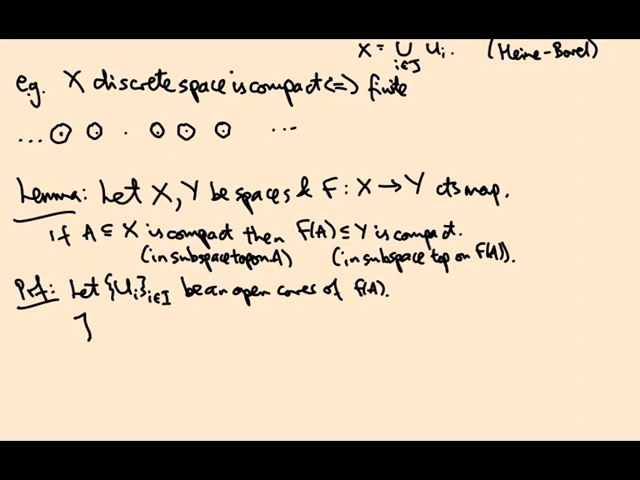 X = ∪ Ui. (Heine-Borel)
i∈J
e.g. X discrete space is compact <=> finite
... ...
Lemma: Let X, Y be spaces & F: X → Y cts map.
If A ⊆ X is compact then F(A) ⊆ Y is compact.
(in subspace top on A) (in subspace top on F(A)).
Prf: Let {Ui}i∈I be an open cover of f(A).